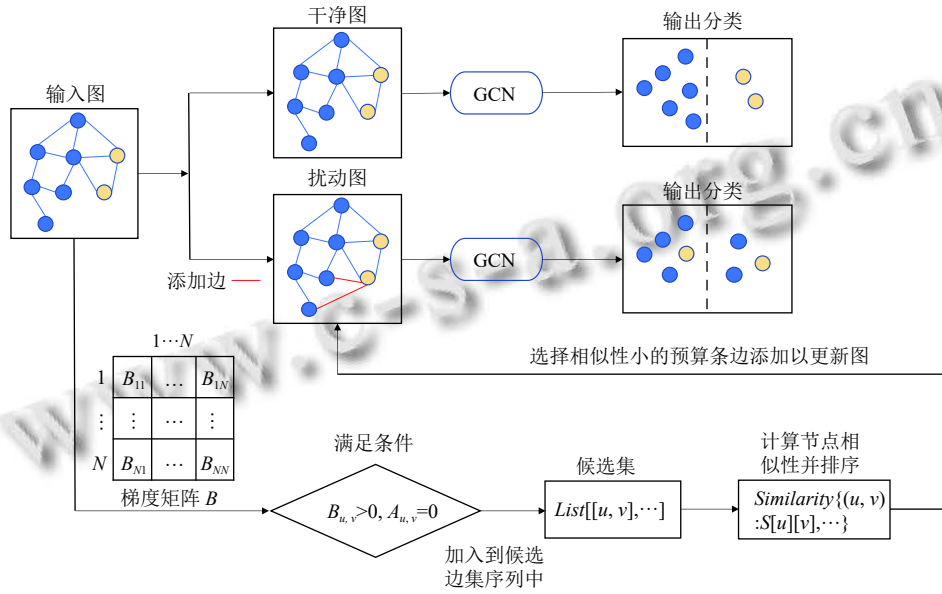 干净图
输出分类
输入图
GCN
扰动图
输出分类
添加边
GCN
1…N
选择相似性小的预算条边添加以更新图
1 B11 … B1N
⋮ ⋮ … ⋮
N BN1 … BNN
梯度矩阵 B
满足条件
Bu, v>0, Au, v=0
加入到候选
边集序列中
候选集
List[[u, v],…]
计算节点相
似性并排序
Similarity{(u, v)
:S[u][v],…}
www.c-s-a.org.cn